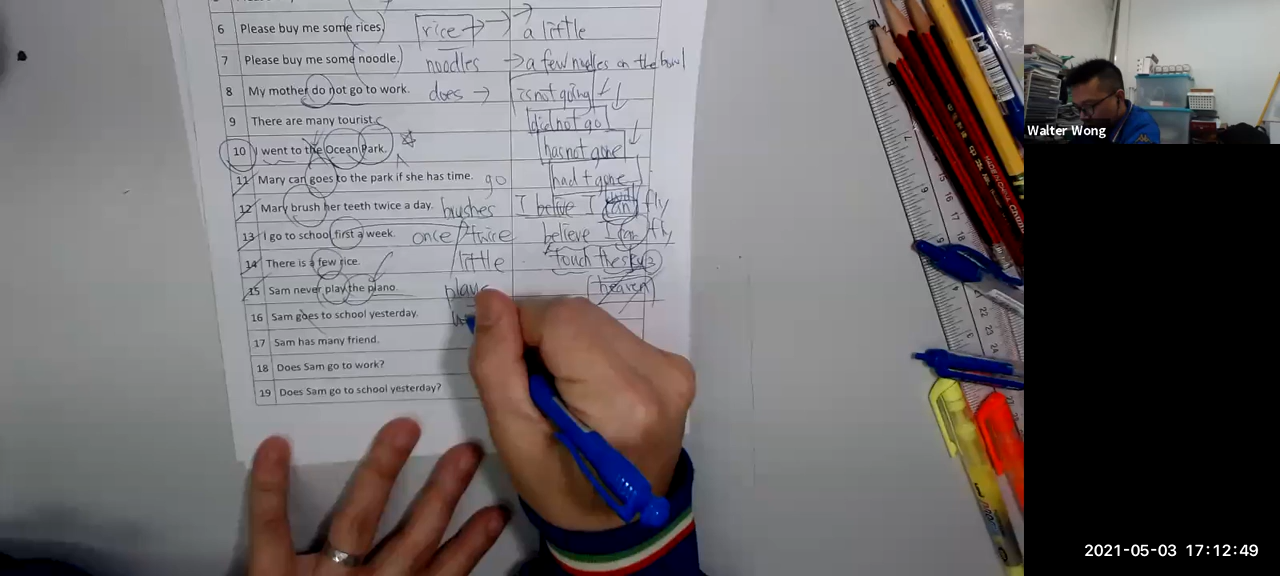 6 Please buy me some rices. rice → → a little
7 Please buy me some noodle. noodles → a few nudles on the bowl
8 My mother do not go to work. does → is not going ↓
9 There are many tourist. s did not go ↓
10 I went to the Ocean Park. has not gone ↓
11 Mary can goes to the park if she has time. go had + gone
12 Mary brush her teeth twice a day. brushes I belive I can fly
13 I go to school first a week. once / twice believe I can fly
14 There is a few rice. little touch the sky
15 Sam never play the piano. plays heaven
16 Sam goes to school yesterday.
17 Sam has many friend.
18 Does Sam go to work?
19 Does Sam go to school yesterday?
Walter Wong
2021-05-03 17:12:49